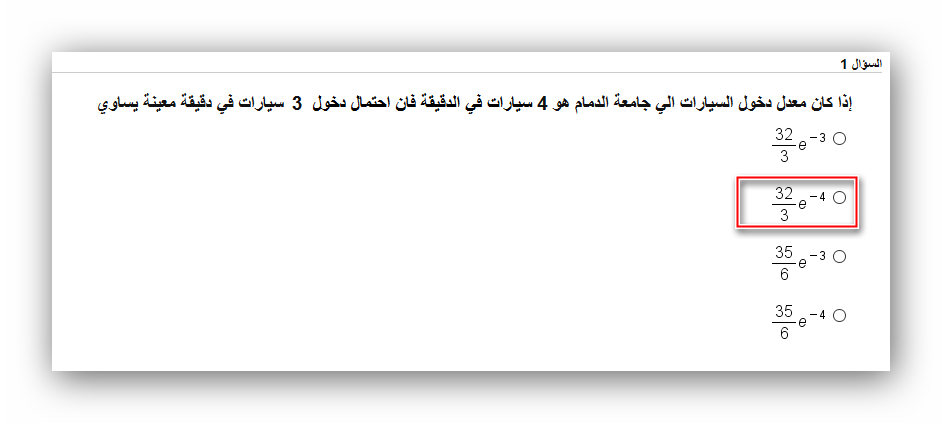 السؤال 1
إذا كان معدل دخول السيارات الي جامعة الدمام هو 4 سيارات في الدقيقة فان احتمال دخول 3 سيارات في دقيقة معينة يساوي
32/3 e^-3
32/3 e^-4
35/6 e^-3
35/6 e^-4